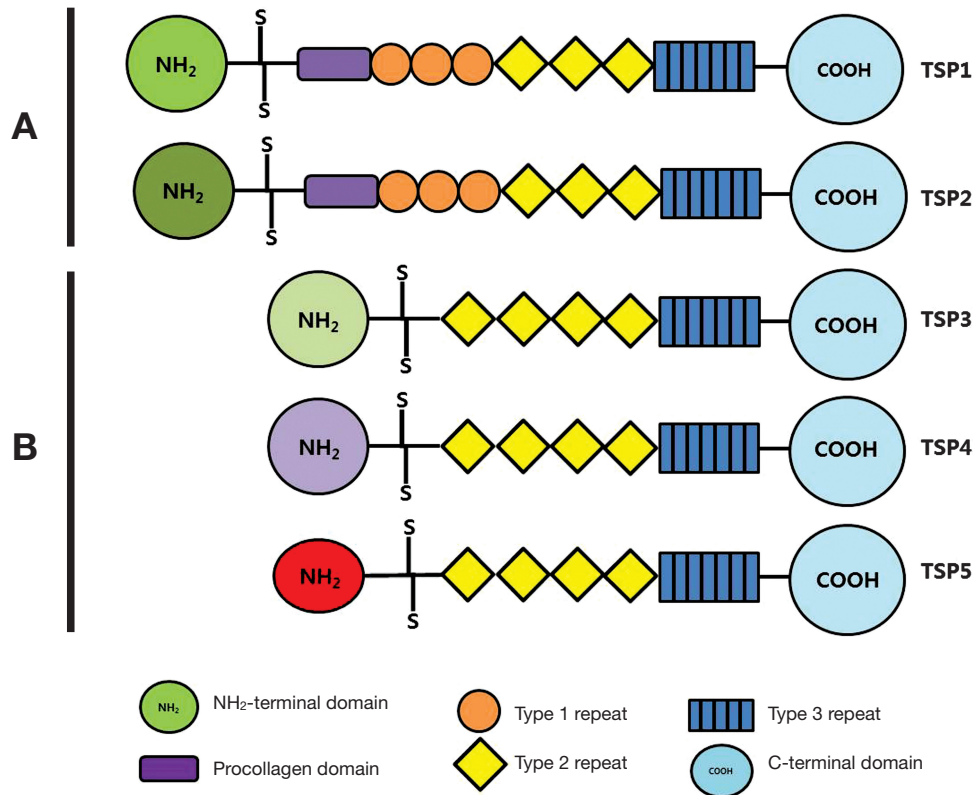 A
NH₂ S S COOH TSP1
NH₂ S S COOH TSP2
B
NH₂ S S COOH TSP3
NH₂ S S COOH TSP4
NH₂ S S COOH TSP5
NH₂ NH₂-terminal domain
Type 1 repeat
Type 3 repeat
Procollagen domain
Type 2 repeat
COOH C-terminal domain